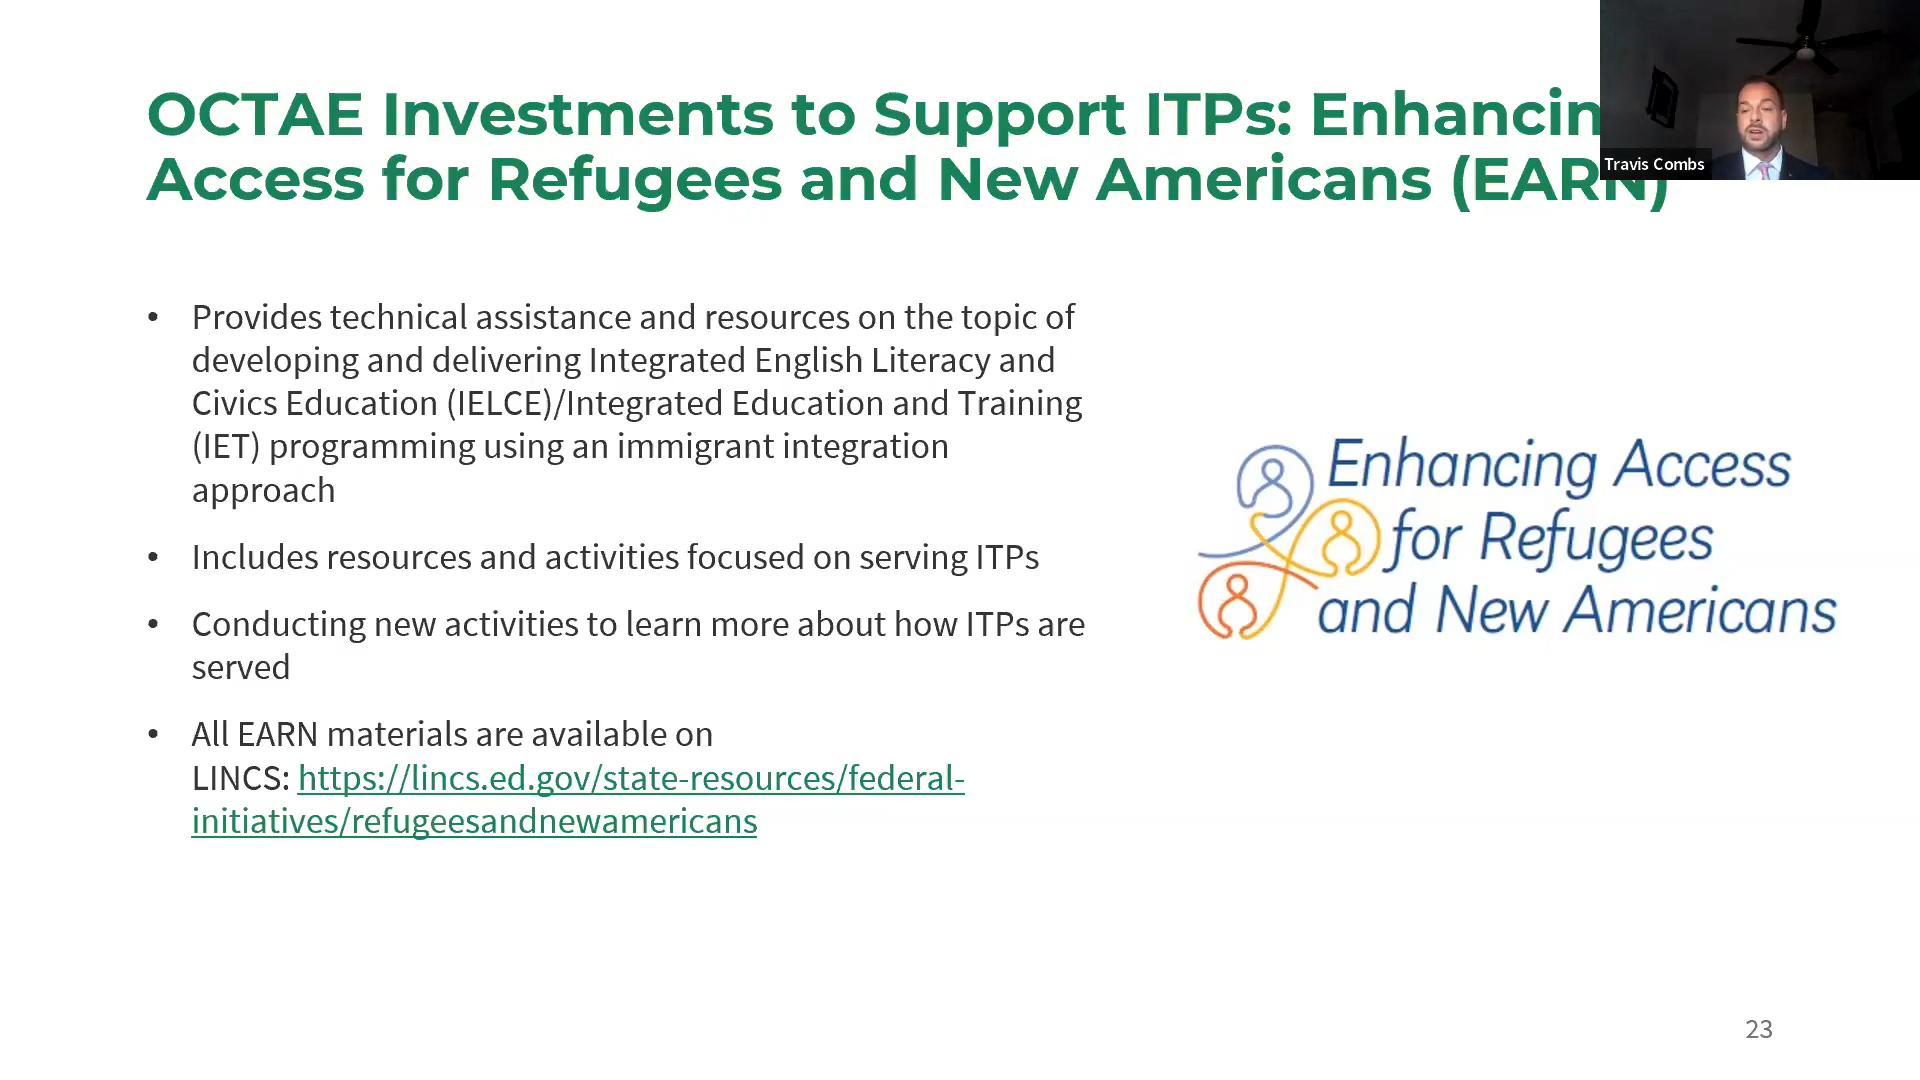 OCTAE Investments to Support ITPs: Enhancin
Access for Refugees and New Americans (EARN)
Travis Combs
• Provides technical assistance and resources on the topic of
developing and delivering Integrated English Literacy and
Civics Education (IELCE)/Integrated Education and Training
(IET) programming using an immigrant integration
approach
• Includes resources and activities focused on serving ITPs
• Conducting new activities to learn more about how ITPs are
served
• All EARN materials are available on
LINCS: https://lincs.ed.gov/state-resources/federal-
initiatives/refugeesandnewamericans
Enhancing Access
for Refugees
and New Americans
23